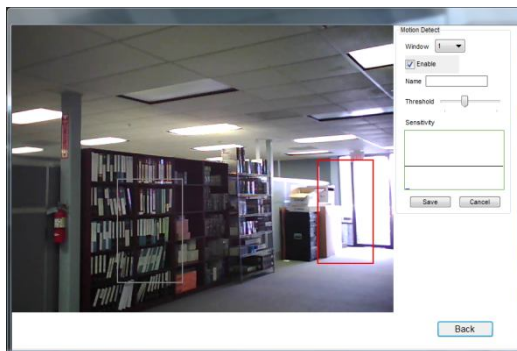 Motion Detect
Window 1
Enable
Name
Threshold
Sensitivity
Save Cancel
Back